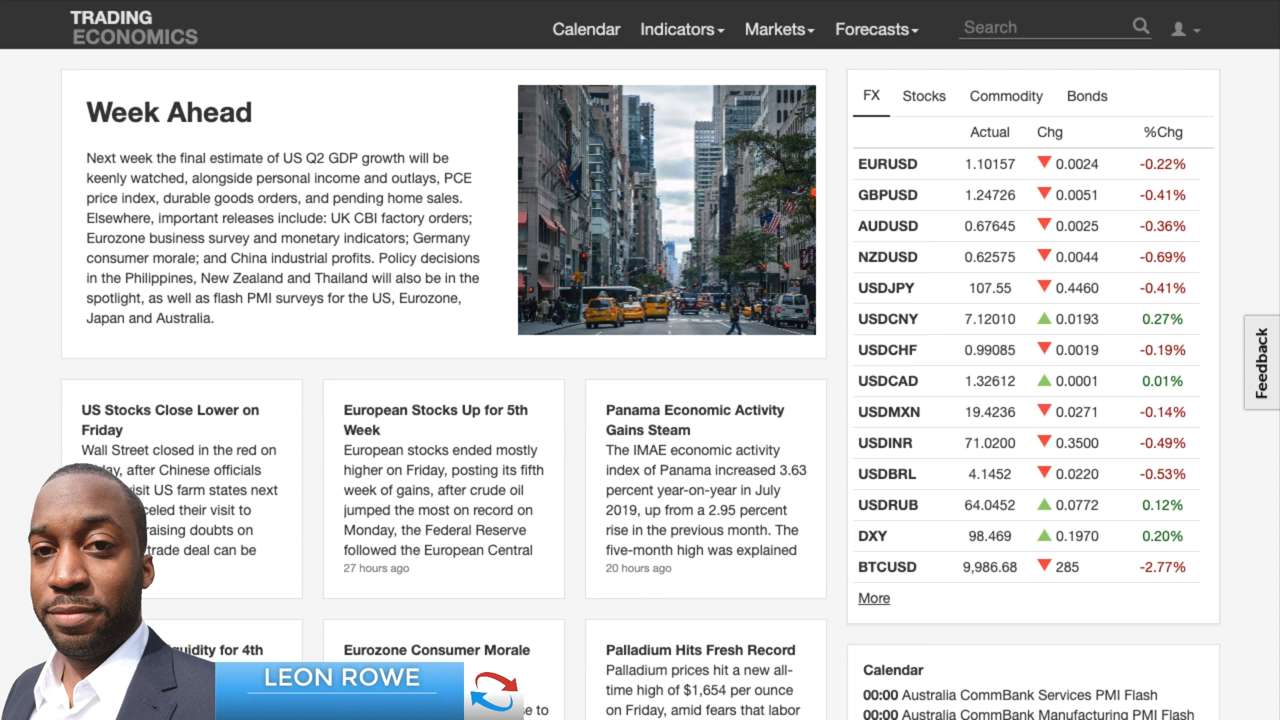 TRADING
ECONOMICS
Calendar Indicators Markets Forecasts Search
Week Ahead
Next week the final estimate of US Q2 GDP growth will be
keenly watched, alongside personal income and outlays, PCE
price index, durable goods orders, and pending home sales.
Elsewhere, important releases include: UK CBI factory orders;
Eurozone business survey and monetary indicators; Germany
consumer morale; and China industrial profits. Policy decisions
in the Philippines, New Zealand and Thailand will also be in the
spotlight, as well as flash PMI surveys for the US, Eurozone,
Japan and Australia.
US Stocks Close Lower on
Friday
Wall Street closed in the red on
after Chinese officials
visit US farm states next
their visit to
raising doubts on
trade deal can be
European Stocks Up for 5th
Week
European stocks ended mostly
higher on Friday, posting its fifth
week of gains, after crude oil
jumped the most on record on
Monday, the Federal Reserve
followed the European Central
27 hours ago
Panama Economic Activity
Gains Steam
The IMAE economic activity
index of Panama increased 3.63
percent year-on-year in July
2019, up from a 2.95 percent
rise in the previous month. The
five-month high was explained
20 hours ago
for 4th
Eurozone Consumer Morale
to
Palladium Hits Fresh Record
Palladium prices hit a new all-
time high of $1,654 per ounce
on Friday, amid fears that labor
LEON ROWE
FX Stocks Commodity Bonds
Actual Chg %Chg
EURUSD 1.10157 0.0024 -0.22%
GBPUSD 1.24726 0.0051 -0.41%
AUDUSD 0.67645 0.0025 -0.36%
NZDUSD 0.62575 0.0044 -0.69%
USDJPY 107.55 0.4460 -0.41%
USDCNY 7.12010 0.0193 0.27%
USDCHF 0.99085 0.0019 -0.19%
USDCAD 1.32612 0.0001 0.01%
USDMXN 19.4236 0.0271 -0.14%
USDINR 71.0200 0.3500 -0.49%
USDBRL 4.1452 0.0220 -0.53%
USDRUB 64.0452 0.0772 0.12%
DXY 98.469 0.1970 0.20%
BTCUSD 9,986.68 285 -2.77%
More
Calendar
00:00 Australia CommBank Services PMI Flash
00:00 Australia CommBank Manufacturing PMI Flash
Feedback